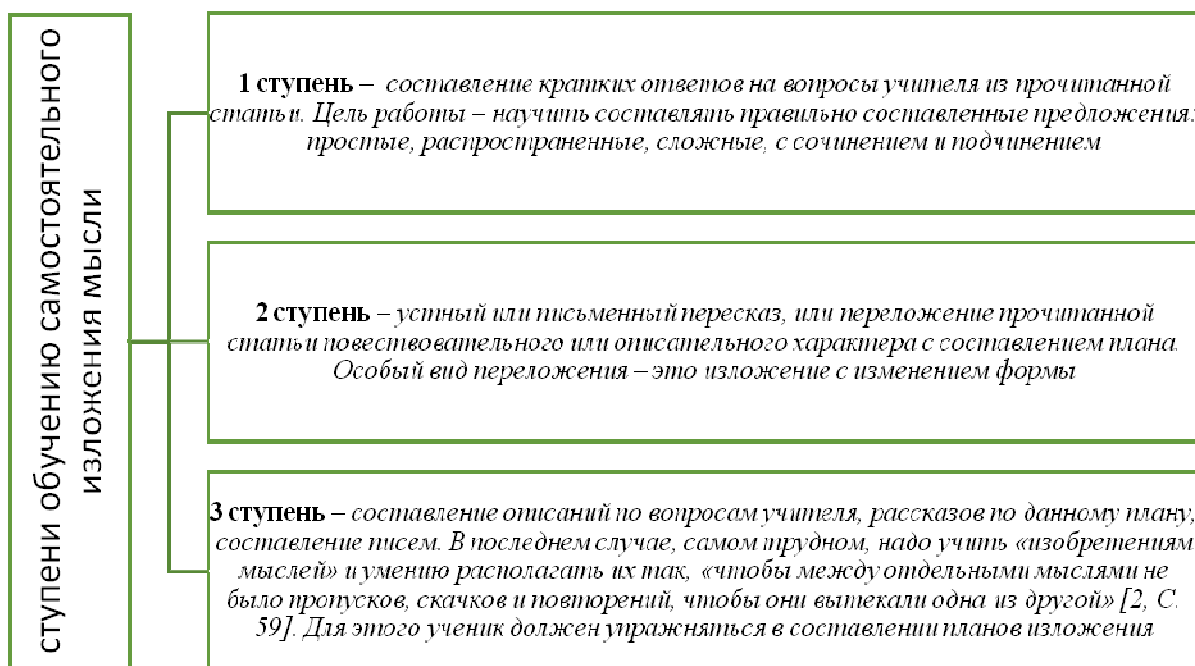 ступени обучению самостоятельного
изложения мысли
1 ступень – составление кратких ответов на вопросы учителя из прочитанной
статьи. Цель работы – научить составлять правильно составленные предложения:
простые, распространенные, сложные, с сочинением и подчинением
2 ступень – устный или письменный пересказ, или переложение прочитанной
статьи повествовательного или описательного характера с составлением плана.
Особый вид переложения – это изложение с изменением формы
3 ступень – составление описаний по вопросам учителя, рассказов по данному плану,
составление писем. В последнем случае, самом трудном, надо учить «изобретениям
мыслей» и умению располагать их так, «чтобы между отдельными мыслями не
было пропусков, скачков и повторений, чтобы они вытекали одна из другой» [2, С.
59]. Для этого ученик должен упражняться в составлении планов изложения